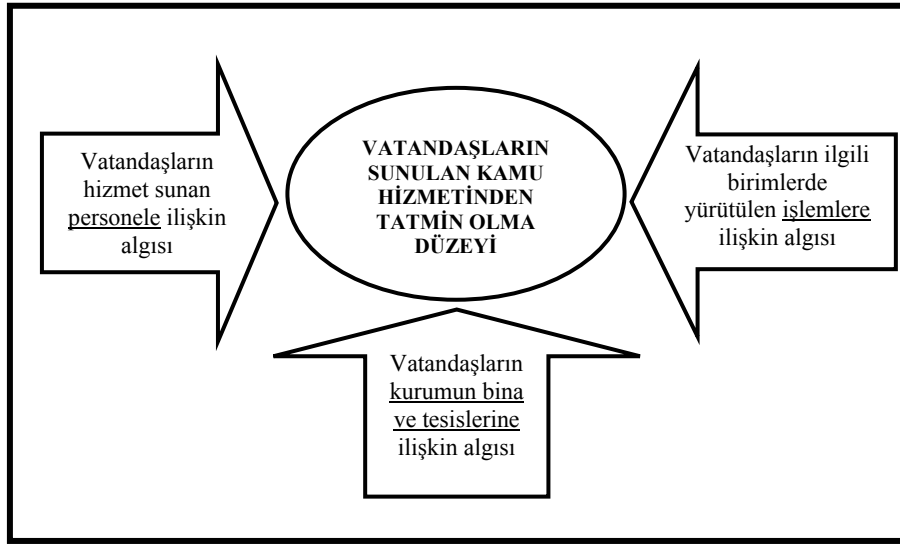 Vatandaşların
hizmet sunan
personele ilişkin
algısı
VATANDAŞLARIN
SUNULAN KAMU
HİZMETİNDEN
TATMİN OLMA
DÜZEYİ
Vatandaşların ilgili
birimlerde
yürütülen işlemlere
ilişkin algısı
Vatandaşların
kurumun bina
ve tesislerine
ilişkin algısı